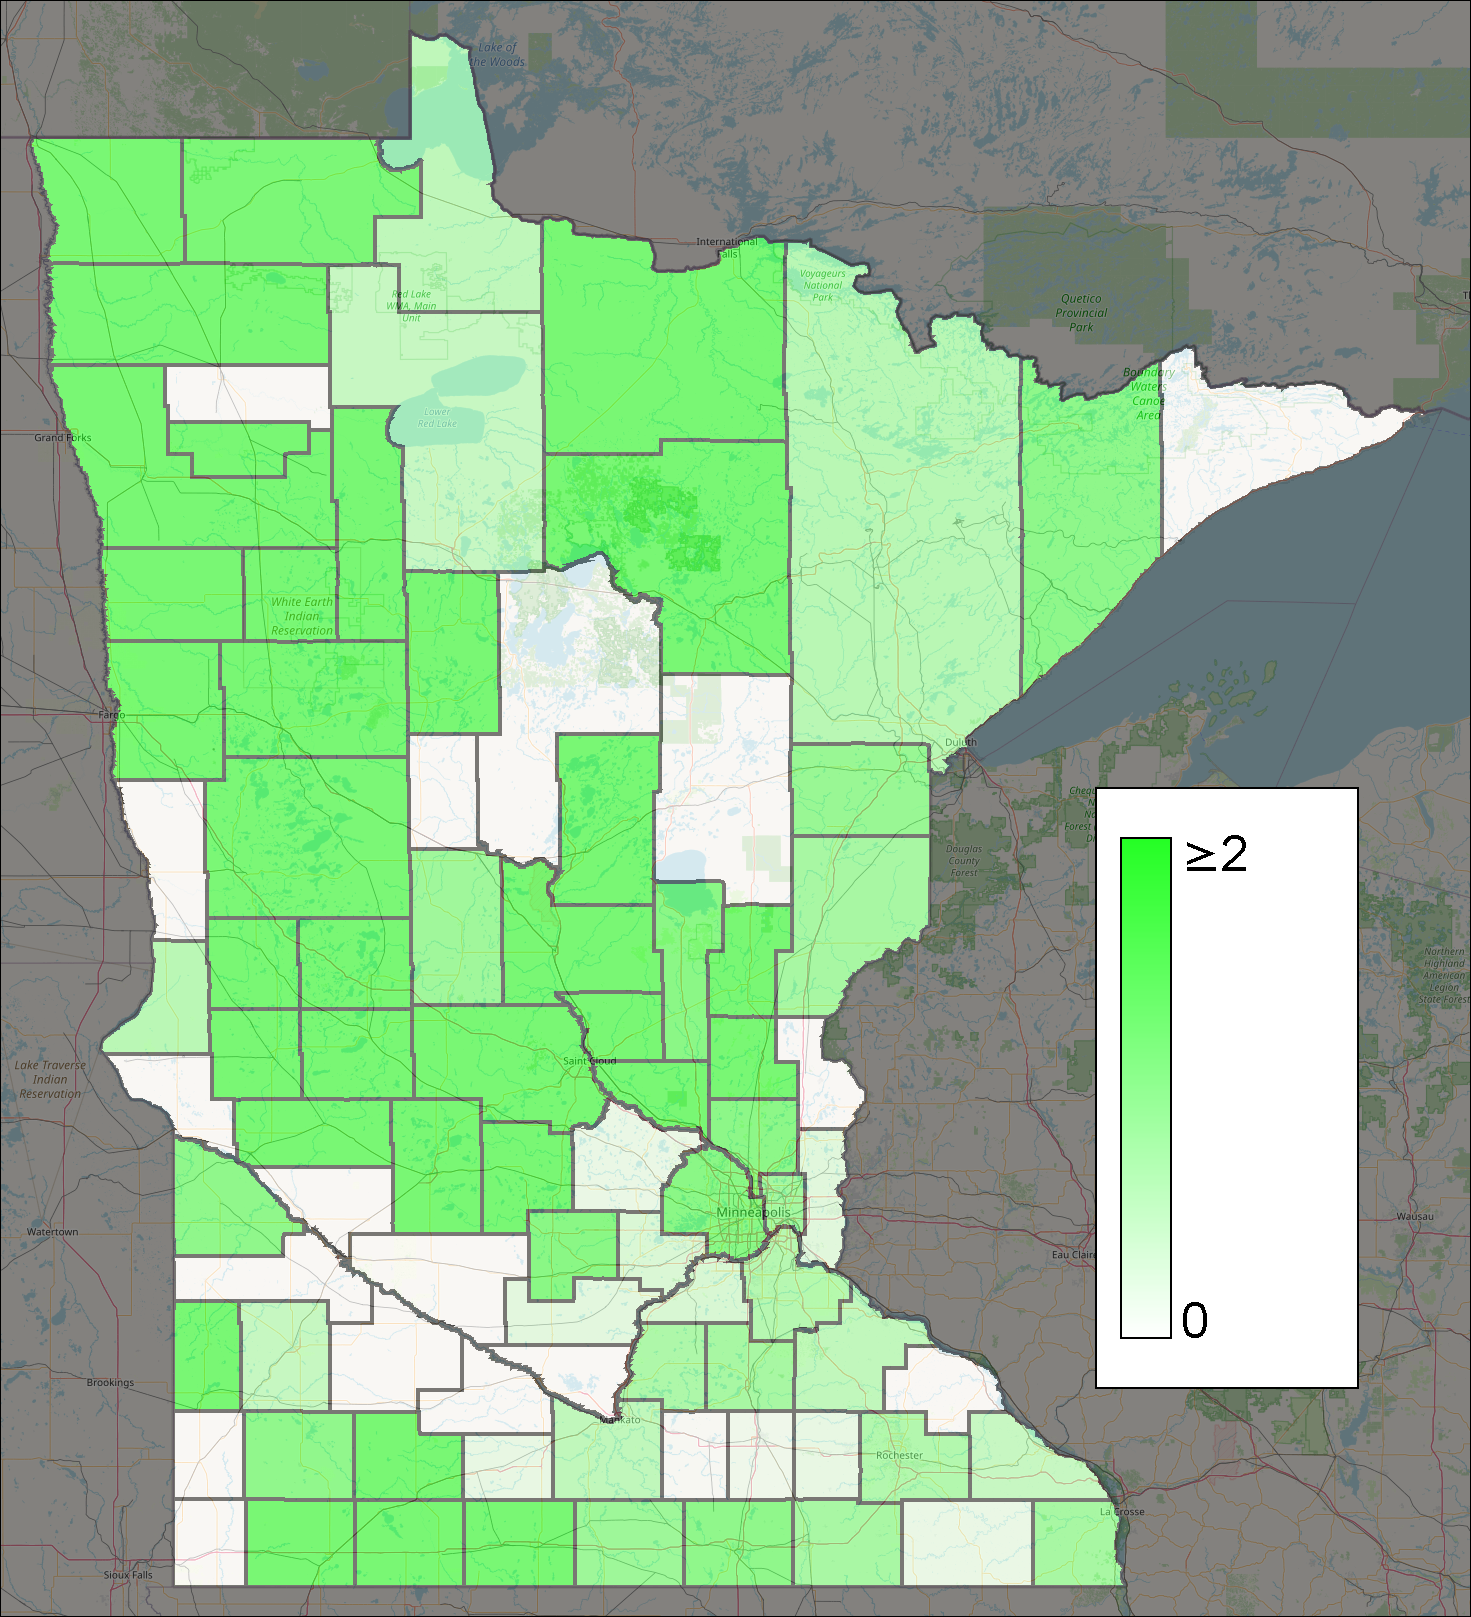 Lake of
the Woods
International
Falls
Voyageurs
National
Park
Quetico
Provincial
Park
Red Lake
WMA, Main
Unit
Boundary
Waters
Canoe
Area
Lower
Red Lake
Grand Forks
White Earth
Indian
Reservation
Fargo
Duluth
≥2
Douglas
County
Forest
Northern
Highland
American
Legion
State Forest
Saint Cloud
Lake Traverse
Indian
Reservation
Minneapolis
Watertown
Wausau
Eau Clair
0
Brookings
Mankato
Rochester
La Crosse
Sioux Falls